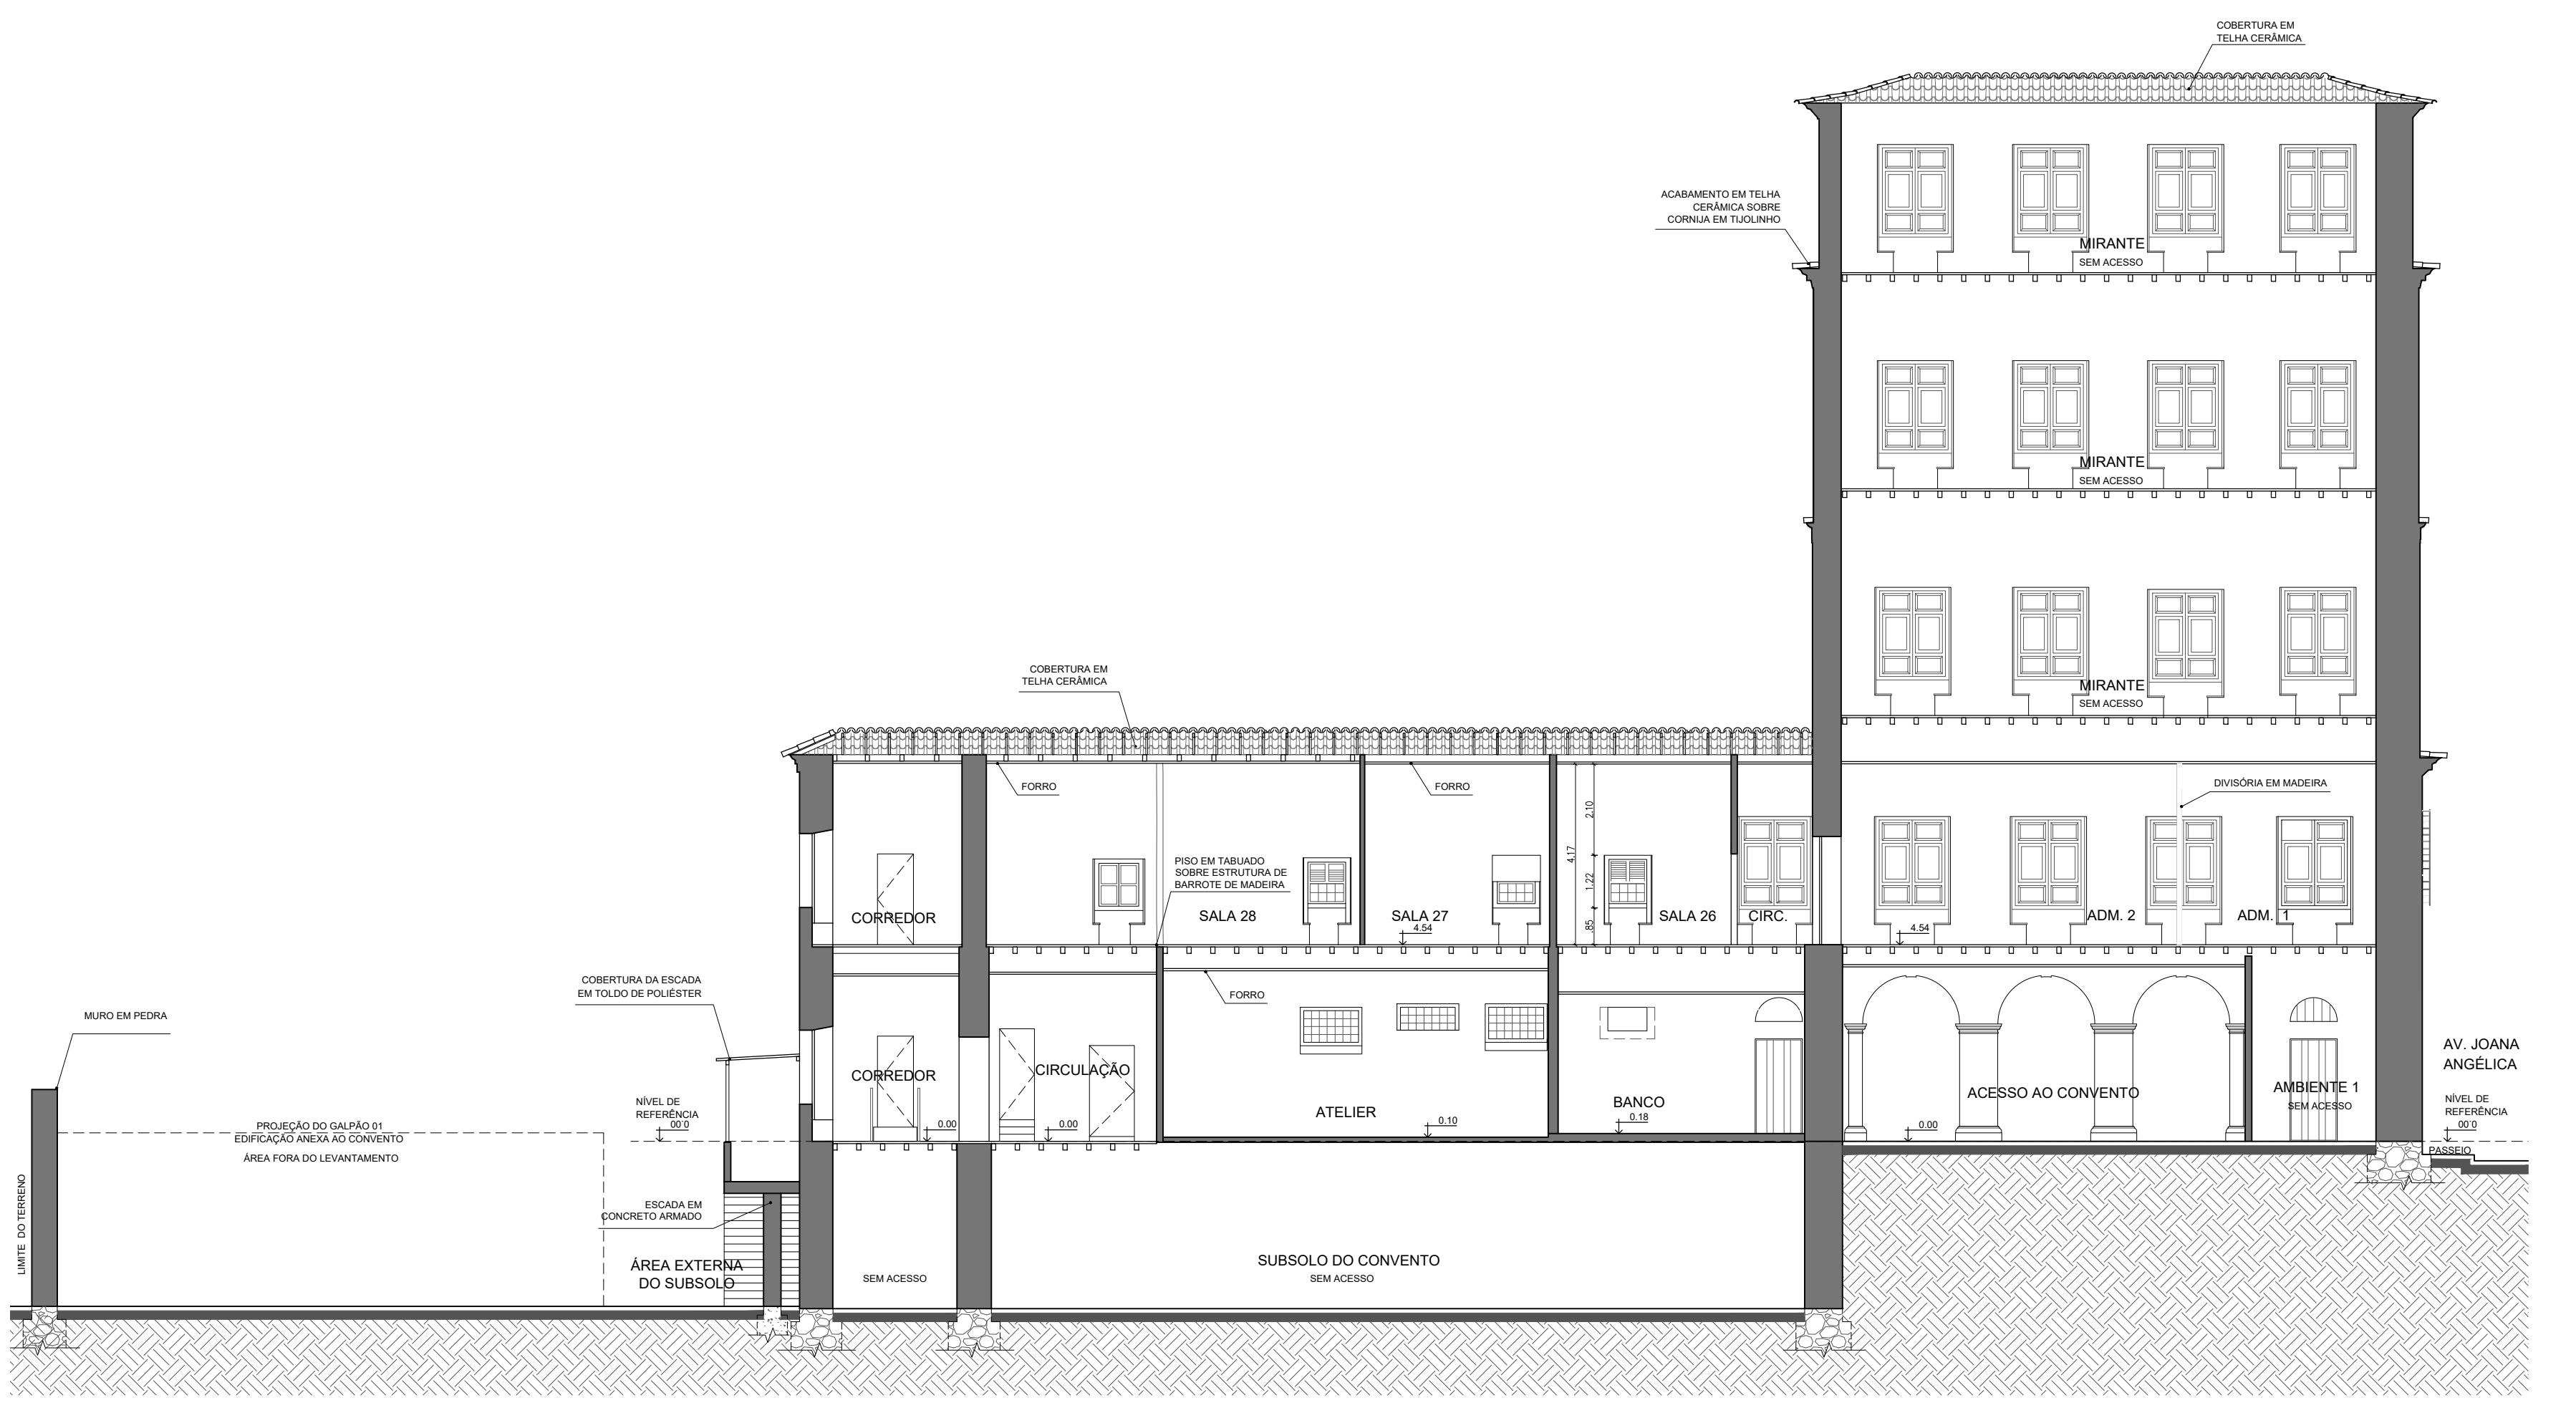 COBERTURA EM
TELHA CERÂMICA
ACABAMENTO EM TELHA
CERÂMICA SOBRE
CORNIJA EM TIJOLINHO
MIRANTE
SEM ACESSO
MIRANTE
SEM ACESSO
MIRANTE
SEM ACESSO
COBERTURA EM
TELHA CERÂMICA
FORRO
FORRO
DIVISÓRIA EM MADEIRA
2,10
4,17
1,22
,85
PISO EM TABUADO
SOBRE ESTRUTURA DE
BARROTE DE MADEIRA
CORREDOR
SALA 28
SALA 27
4.54
SALA 26
CIRC.
4.54
ADM. 2
ADM. 1
COBERTURA DA ESCADA
EM TOLDO DE POLIÉSTER
FORRO
MURO EM PEDRA
CORREDOR
0.00
CIRCULAÇÃO
0.00
ATELIER
0.10
BANCO
0.18
ACESSO AO CONVENTO
0.00
AMBIENTE 1
SEM ACESSO
AV. JOANA
ANGÉLICA
NÍVEL DE
REFERÊNCIA
0.00
NÍVEL DE
REFERÊNCIA
0.00
PASSEIO
PROJEÇÃO DO GALPÃO 01
EDIFICAÇÃO ANEXA AO CONVENTO
ÁREA FORA DO LEVANTAMENTO
LIMITE DO TERRENO
ESCADA EM
CONCRETO ARMADO
ÁREA EXTERNA
DO SUBSOLO
SEM ACESSO
SUBSOLO DO CONVENTO
SEM ACESSO